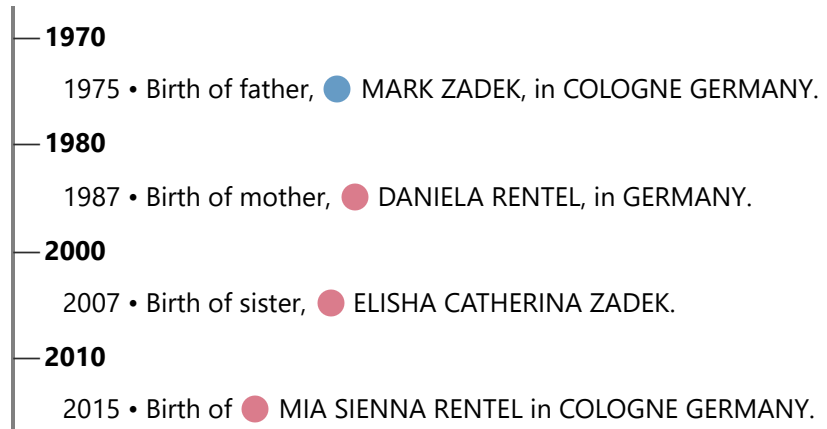 1970
1975 • Birth of father, MARK ZADEK, in COLOGNE GERMANY.
1980
1987 • Birth of mother, DANIELA RENTEL, in GERMANY.
2000
2007 • Birth of sister, ELISHA CATHERINA ZADEK.
2010
2015 • Birth of MIA SIENNA RENTEL in COLOGNE GERMANY.